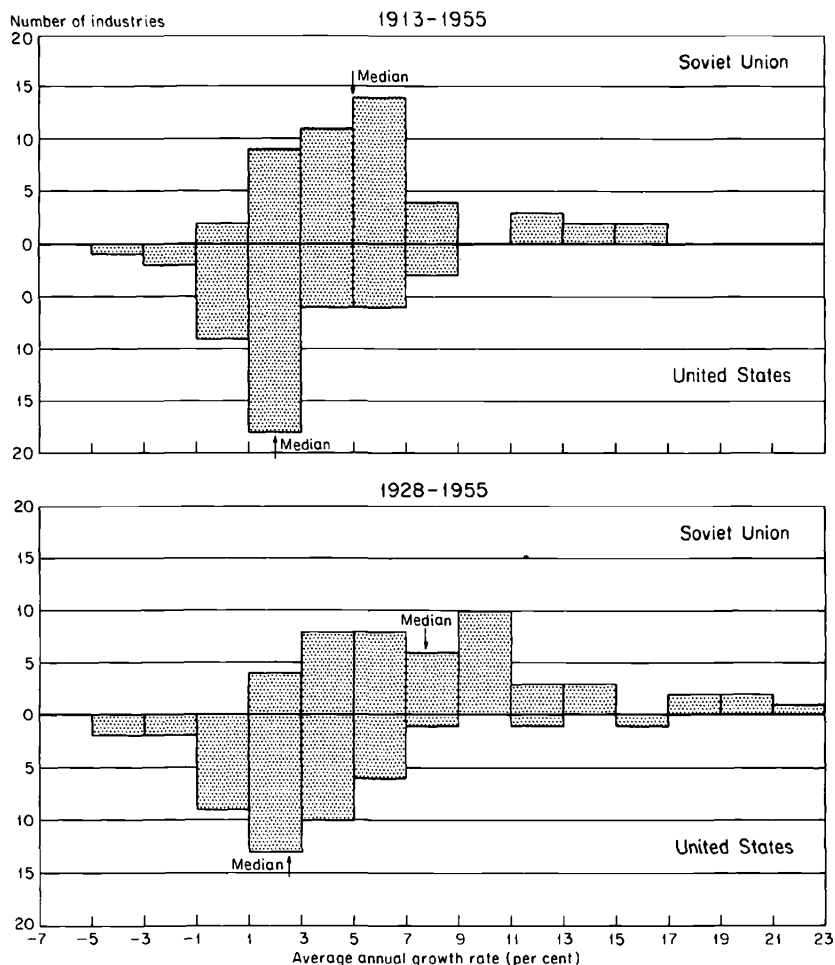 Number of industries
1913-1955
20
Soviet Union
Median
15
10
5
0
0
10
United States
15
Median
20
1928-1955
20
Soviet Union
15
10
Median
5
0
5
10
United States
Median
15
20
-7 -5 -3 -1 1 3 5 7 9 11 13 15 17 19 21 23
Average annual growth rate (per cent)